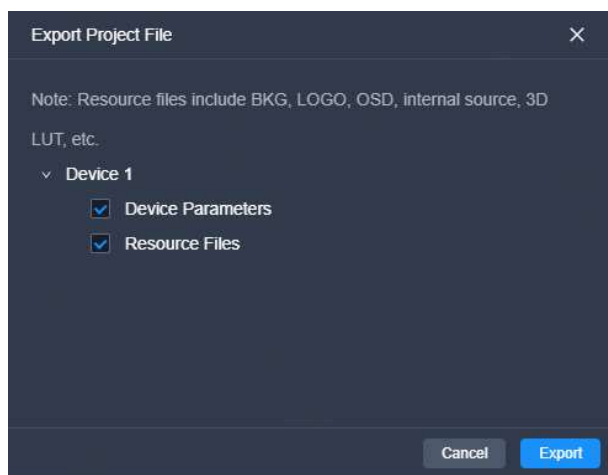 Export Project File
Note: Resource files include BKG, LOGO, OSD, internal source, 3D
LUT, etc.
Device 1
Device Parameters
Resource Files
Cancel
Export